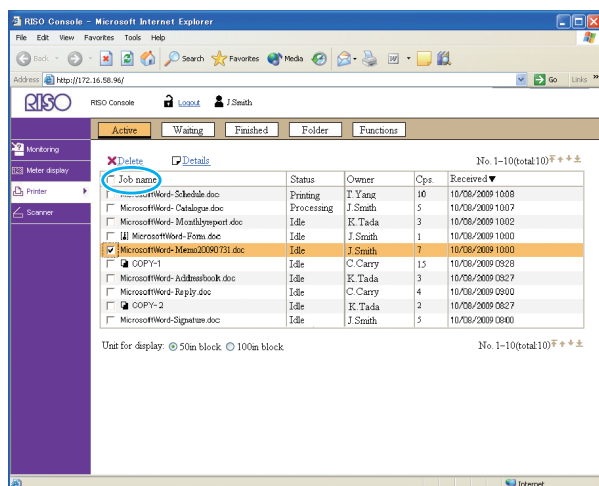 RISO Console - Microsoft Internet Explorer
File Edit View Favorites Tools Help
Back Search Favorites Media
Address http://172.16.58.96/ Go Links »
RISO RISO Console Logout J.Smith
Active Waiting Finished Folder Functions
Monitoring
Meter display
Printer
Scanner
Delete Details No. 1-10(total:10)
Job name Status Owner Cps. Received▼
MicrosoftWord-Schedule.doc Printing T. Yang 10 10/08/2009 10:08
MicrosoftWord-Catalogue.doc Processing J.Smith 5 10/08/2009 10:07
MicrosoftWord-Monthlyreport.doc Idle K.Tada 3 10/08/2009 10:02
MicrosoftWord-Form.doc Idle J.Smith 1 10/08/2009 10:00
MicrosoftWord-Memo20090731.doc Idle J.Smith 7 10/08/2009 10:00
COPY-1 Idle C.Carry 15 10/08/2009 09:28
MicrosoftWord-Addressbook.doc Idle K.Tada 3 10/08/2009 09:27
MicrosoftWord-Reply.doc Idle C.Carry 4 10/08/2009 09:00
COPY-2 Idle K.Tada 2 10/08/2009 08:27
MicrosoftWord-Signature.doc Idle J.Smith 5 10/08/2009 08:00
Unit for display: 50in block 100in block No. 1-10(total:10)
Internet